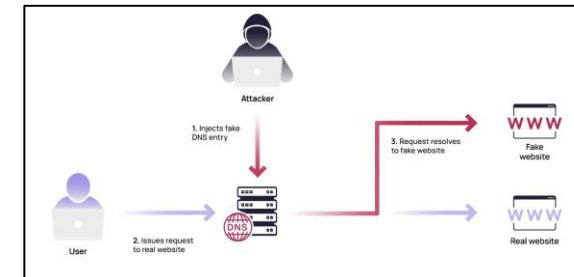 Attacker
1. Injects fake
DNS entry
WWW
3. Request resolves
to fake website
Fake
website
DNS
WWW
User
2. Issues request
to real website
Real website